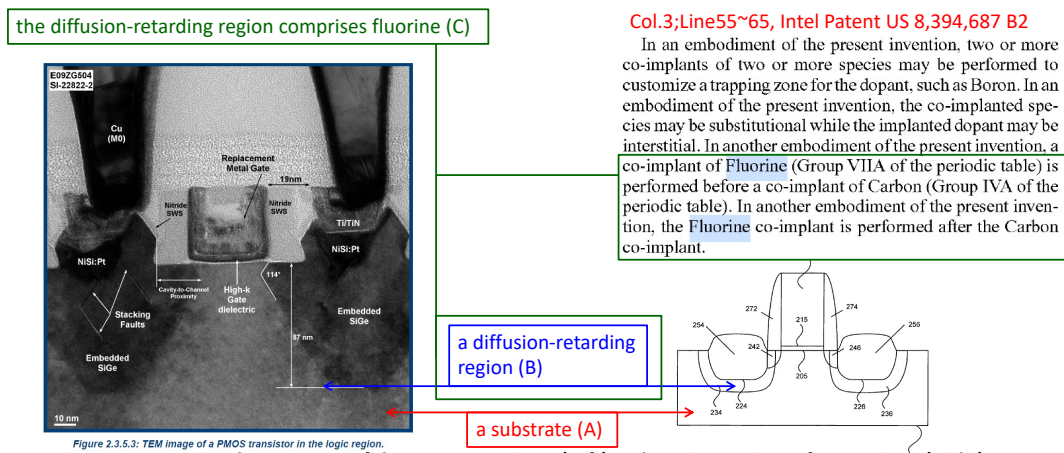 the diffusion-retarding region comprises fluorine (C)
Col.3;Line55~65, Intel Patent US 8,394,687 B2
In an embodiment of the present invention, two or more
co-implants of two or more species may be performed to
customize a trapping zone for the dopant, such as Boron. In an
embodiment of the present invention, the co-implanted spe-
cies may be substitutional while the implanted dopant may be
interstitial. In another embodiment of the present invention, a
co-implant of Fluorine (Group VIIA of the periodic table) is
performed before a co-implant of Carbon (Group IVA of the
periodic table). In another embodiment of the present inven-
tion, the Fluorine co-implant is performed after the Carbon
co-implant.
E09ZG504
SI-22822-2
Cu
(M0)
Replacement
Metal Gate
19nm
Nitride
SWS
Nitride
SWS
Ti/TiN
NiSi:Pt
NiSi:Pt
Cavity-to-Channel
Proximity
High-k
Gate
dielectric
114°
Stacking
Faults
Embedded
SiGe
57 nm
Embedded
SiGe
10 nm
Figure 2.3.5.3: TEM image of a PMOS transistor in the logic region.
a diffusion-retarding
region (B)
a substrate (A)
272
274
215
254
256
242
246
205
234
224
226
236